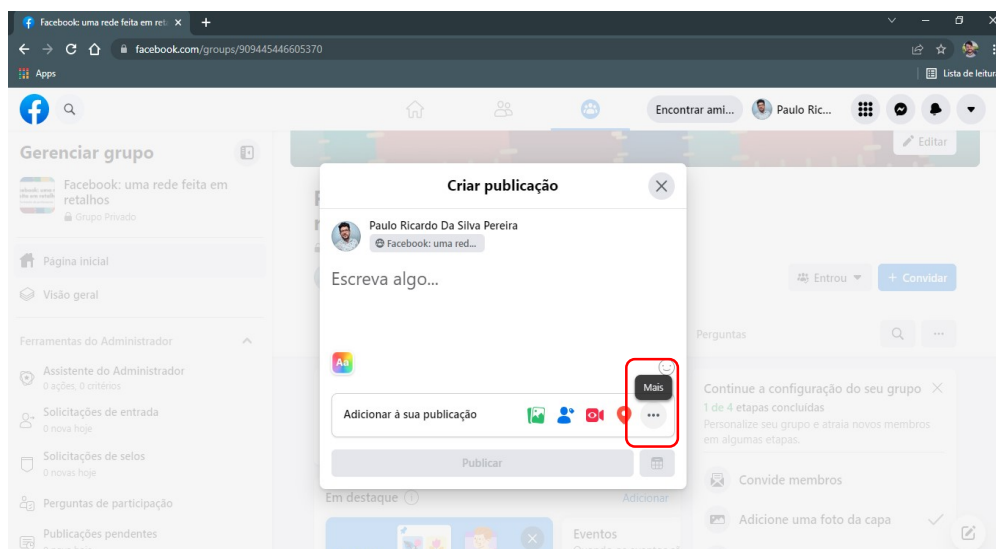 Facebook: uma rede feita em ret
facebook.com/groups/909445446605370
Apps
Lista de leitura
Encontrar ami...
Paulo Ric...
Gerenciar grupo
Editar
Facebook: uma rede feita em
retalhos
Grupo Privado
Criar publicação
Paulo Ricardo Da Silva Pereira
Facebook: uma red...
Página inicial
Escreva algo...
Entrou
+ Convidar
Visão geral
Ferramentas do Administrador
Perguntas
Aa
Assistente do Administrador
0 ações, 0 critérios
Mais
Continue a configuração do seu grupo
1 de 4 etapas concluídas
Personalize seu grupo e atraia novos membros
em algumas etapas.
Solicitações de entrada
0 nova hoje
Adicionar à sua publicação
Solicitações de selos
0 novas hoje
Publicar
Convide membros
Perguntas de participação
Em destaque
Adicionar
Adicione uma foto da capa
Publicações pendentes
Eventos